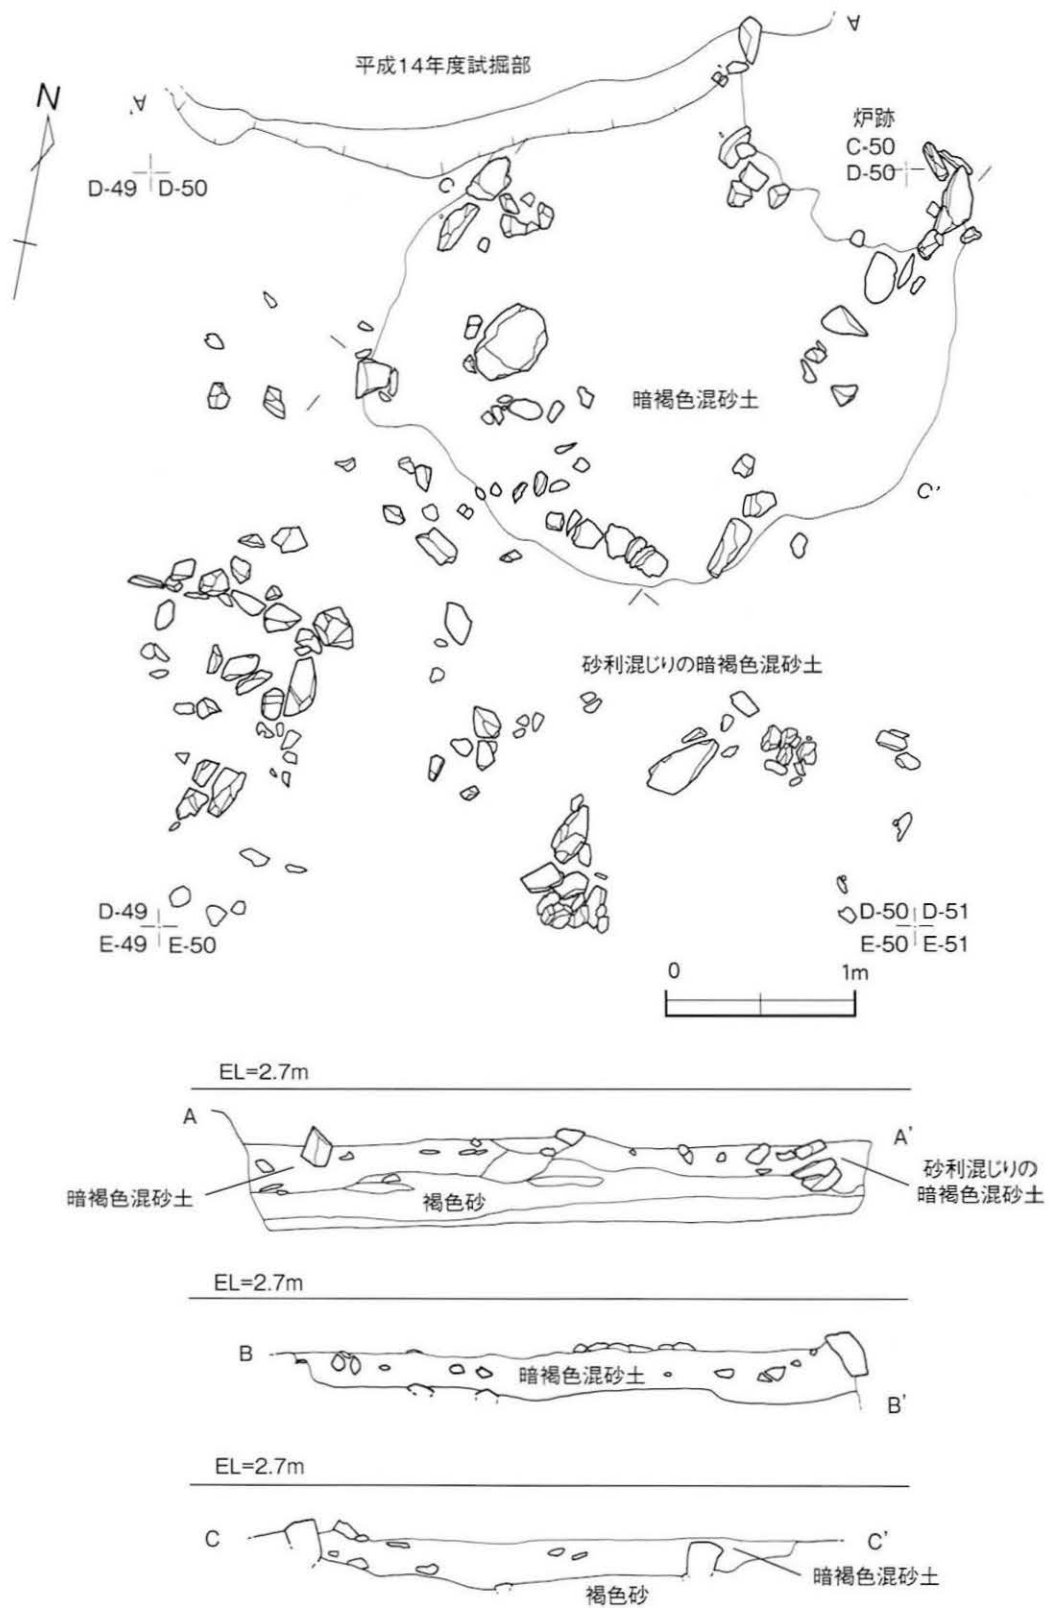 A
平成14年度試掘部
N
A'
炉跡
C-50
D-50
D-49 D-50
C
暗褐色混砂土
C'
砂利混じりの暗褐色混砂土
D-49
E-49 E-50
D-50 D-51
E-50 E-51
0 1m
EL=2.7m
A
A'
暗褐色混砂土
褐色砂
砂利混じりの
暗褐色混砂土
EL=2.7m
B
暗褐色混砂土
B'
EL=2.7m
C
C'
暗褐色混砂土
褐色砂